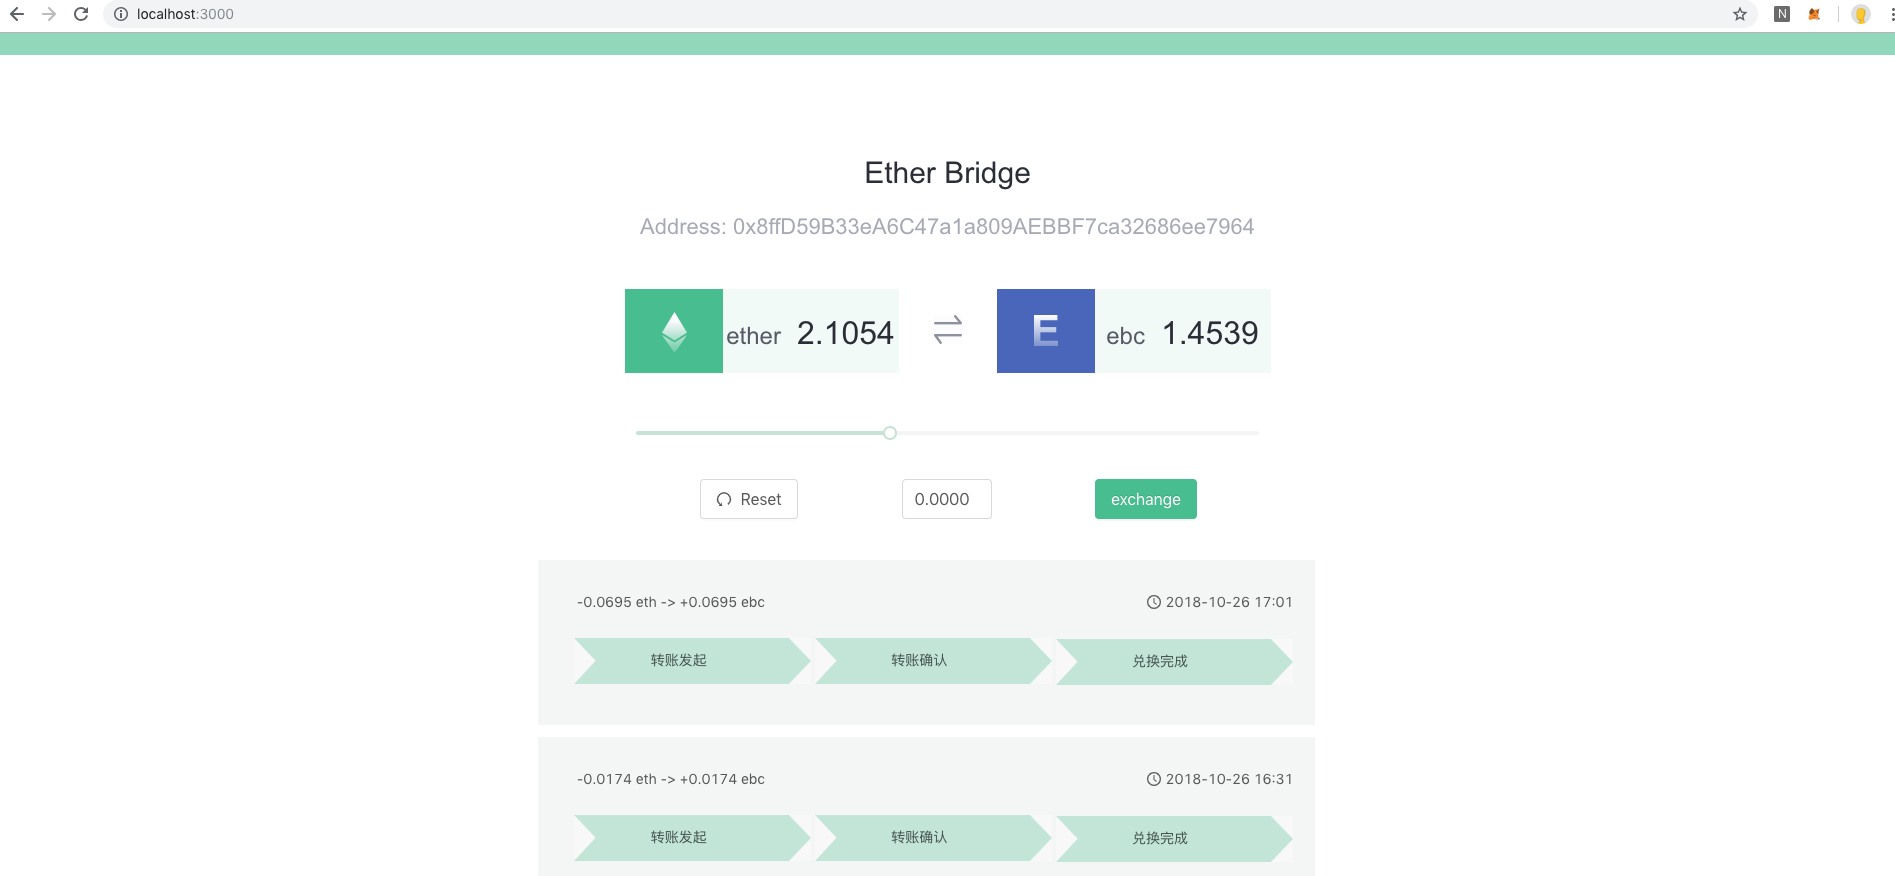 localhost:3000
N
Ether Bridge
Address: 0x8ffD59B33eA6C47a1a809AEBBF7ca32686ee7964
ether 2.1054
E ebc 1.4539
Reset 0.0000 exchange
-0.0695 eth -> +0.0695 ebc 2018-10-26 17:01
转账发起 转账确认 兑换完成
-0.0174 eth -> +0.0174 ebc 2018-10-26 16:31
转账发起 转账确认 兑换完成